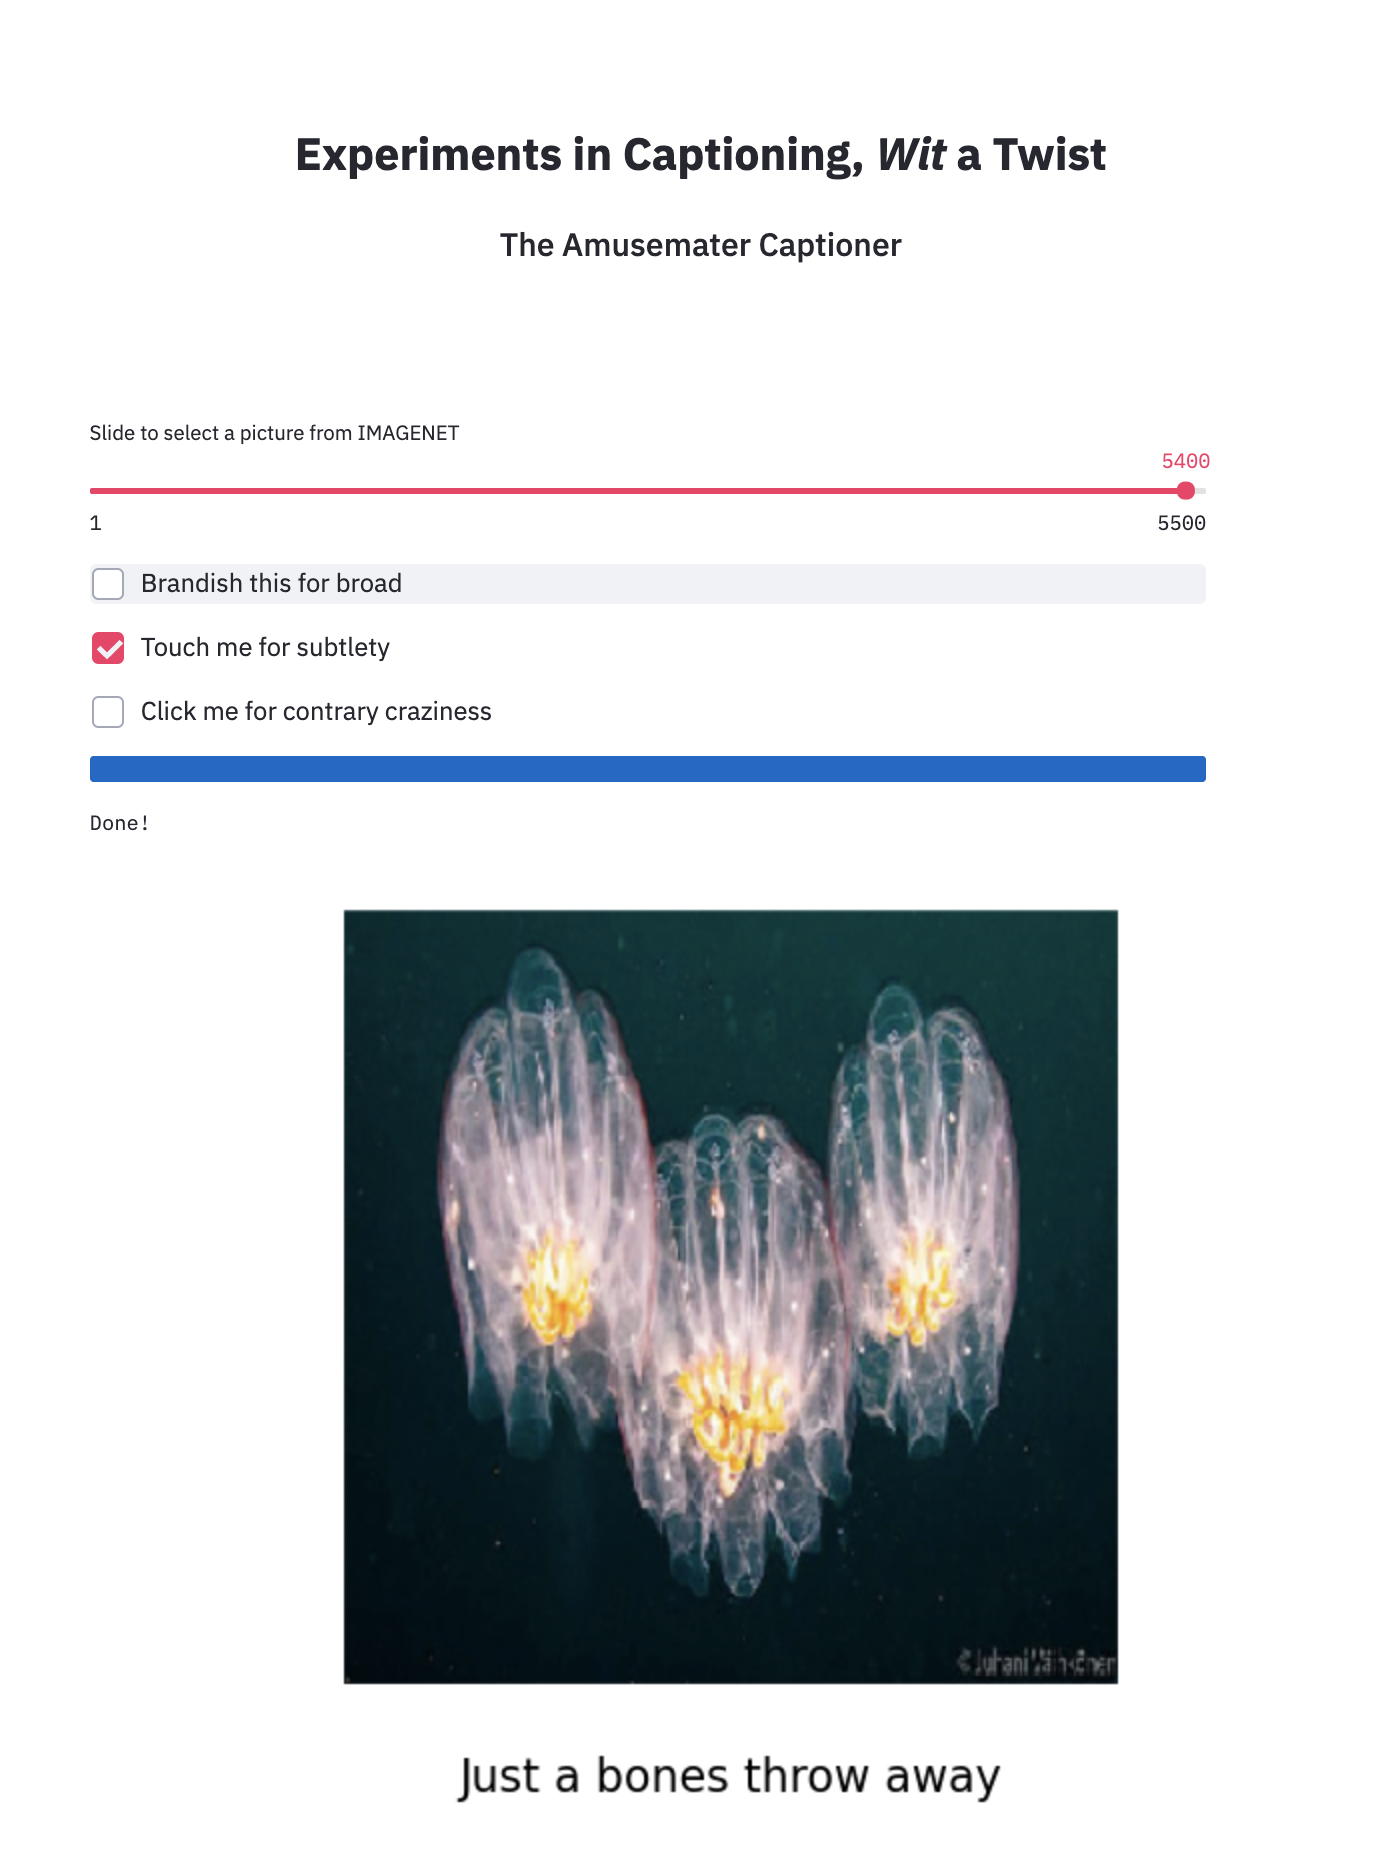 Experiments in Captioning, Wit a Twist
The Amusemater Captioner
Slide to select a picture from IMAGENET
5400
1 5500
Brandish this for broad
Touch me for subtlety
Click me for contrary craziness
Done!
©Juhani
Just a bones throw away